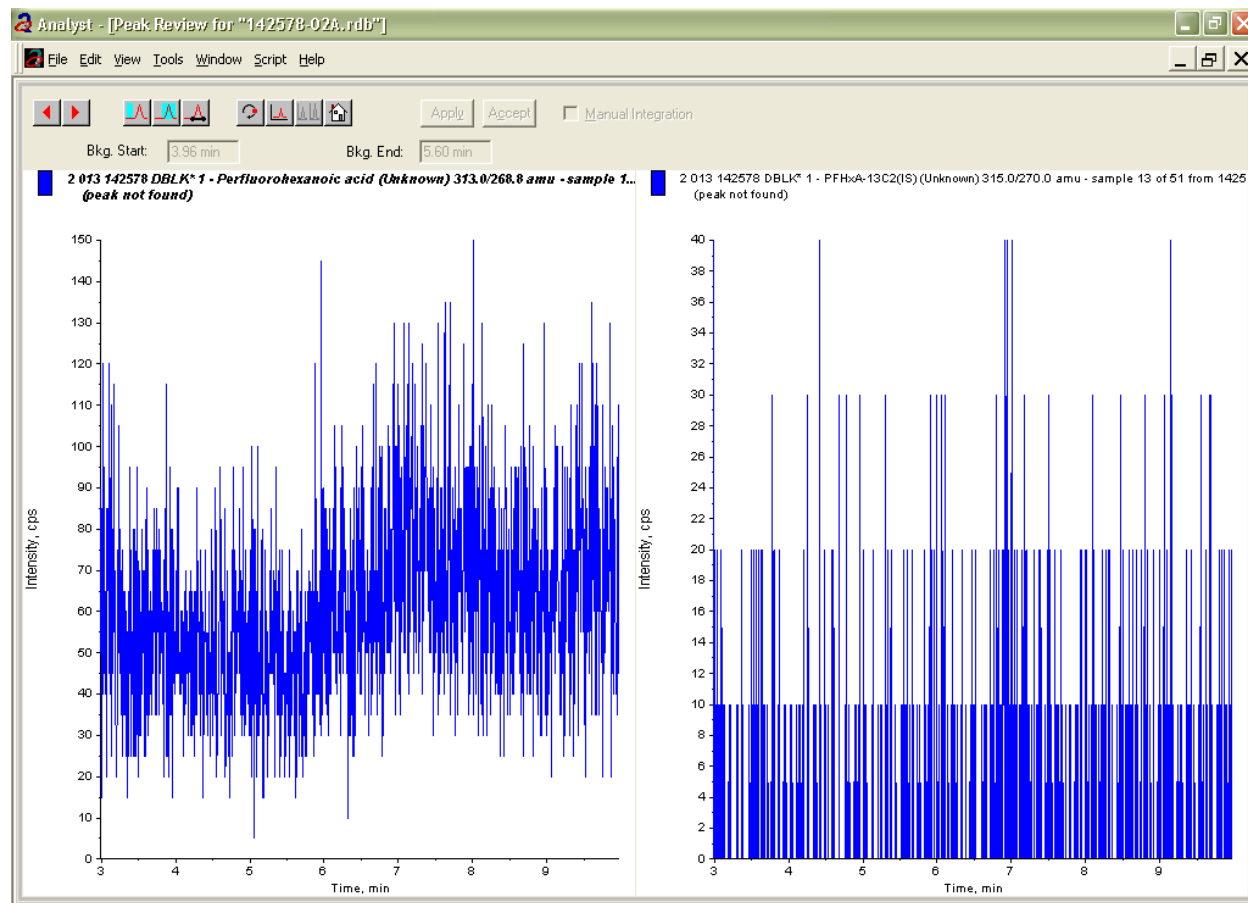 Analyst - [Peak Review for "142578-02A.rdb"]
File Edit View Tools Window Script Help
Apply Accept Manual Integration
Bkg. Start: 3.96 min Bkg. End: 5.60 min
2 013 142578 DBLK* 1 - Perfluorohexanoic acid (Unknown) 313.0/268.8 amu - sample 1...
(peak not found)
150
140
130
120
110
100
90
80
70
60
50
40
30
20
10
0
Intensity, cps
3 4 5 6 7 8 9
Time, min
2 013 142578 DBLK* 1 - PFHxA-13C2(IS) (Unknown) 315.0/270.0 amu - sample 13 of 51 from 1425
(peak not found)
40
38
36
34
32
30
28
26
24
22
20
18
16
14
12
10
8
6
4
2
0
Intensity, cps
3 4 5 6 7 8 9
Time, min